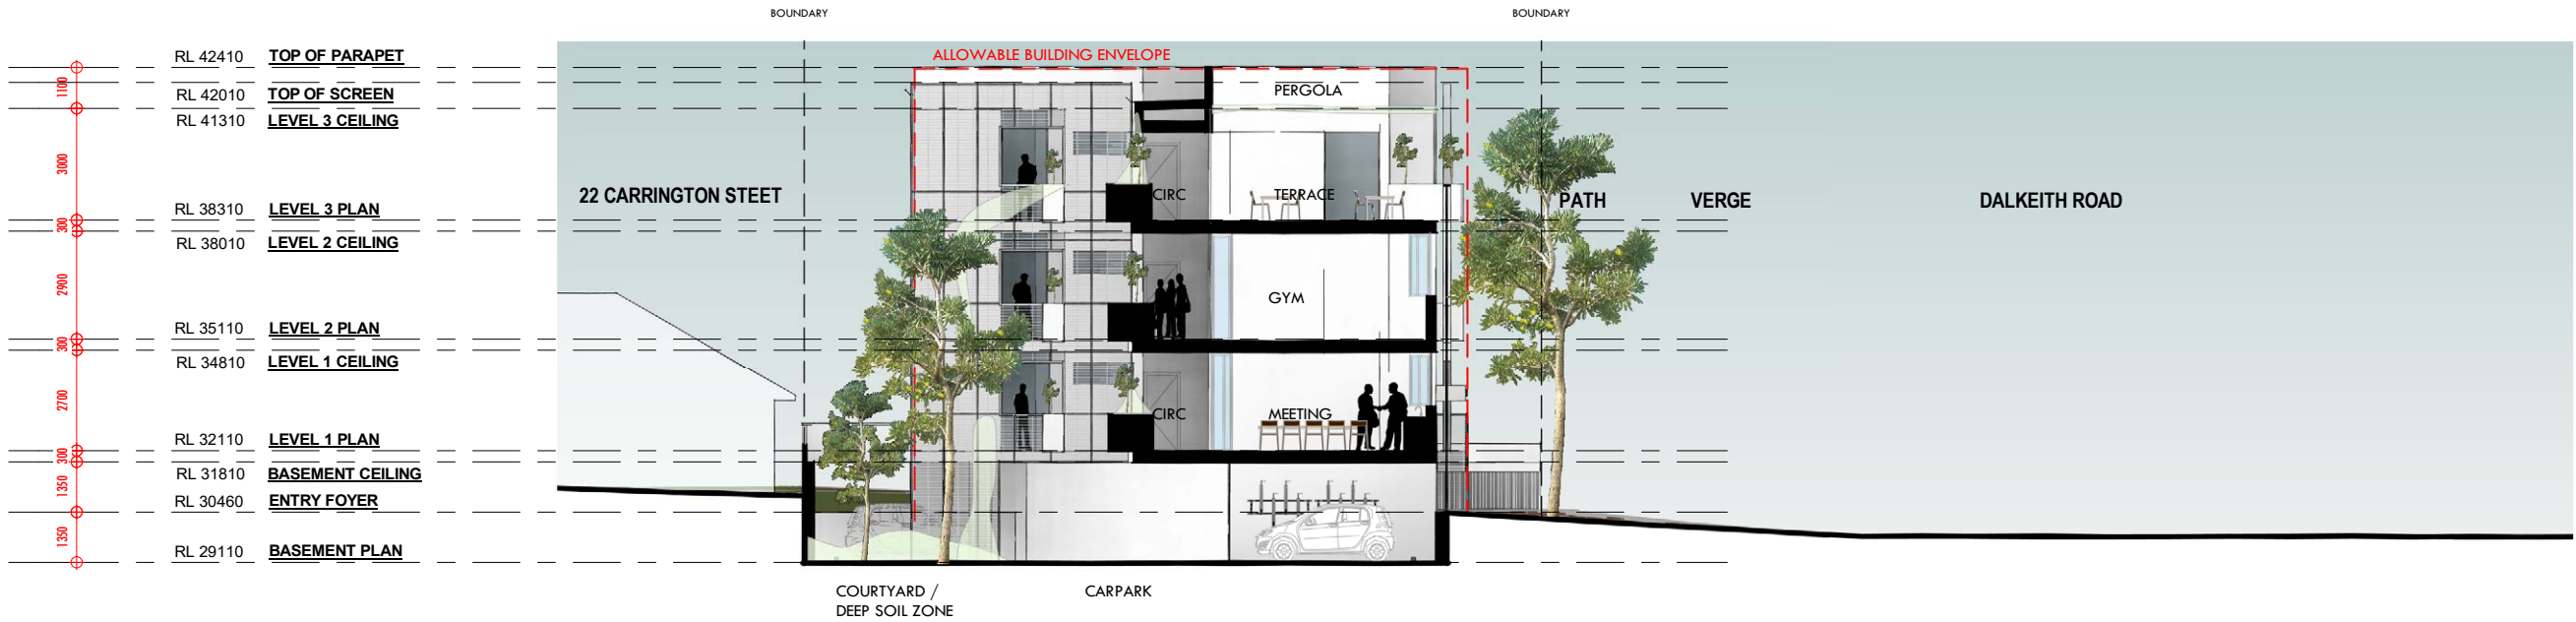 BOUNDARY
BOUNDARY
RL 42410 TOP OF PARAPET
ALLOWABLE BUILDING ENVELOPE
1100
RL 42010 TOP OF SCREEN
PERGOLA
RL 41310 LEVEL 3 CEILING
3000
22 CARRINGTON STEET
CIRC
TERRACE
PATH
VERGE
DALKEITH ROAD
RL 38310 LEVEL 3 PLAN
300
RL 38010 LEVEL 2 CEILING
2900
GYM
RL 35110 LEVEL 2 PLAN
300
RL 34810 LEVEL 1 CEILING
2700
CIRC
MEETING
RL 32110 LEVEL 1 PLAN
300
RL 31810 BASEMENT CEILING
1350
RL 30460 ENTRY FOYER
1350
RL 29110 BASEMENT PLAN
COURTYARD /
DEEP SOIL ZONE
CARPARK